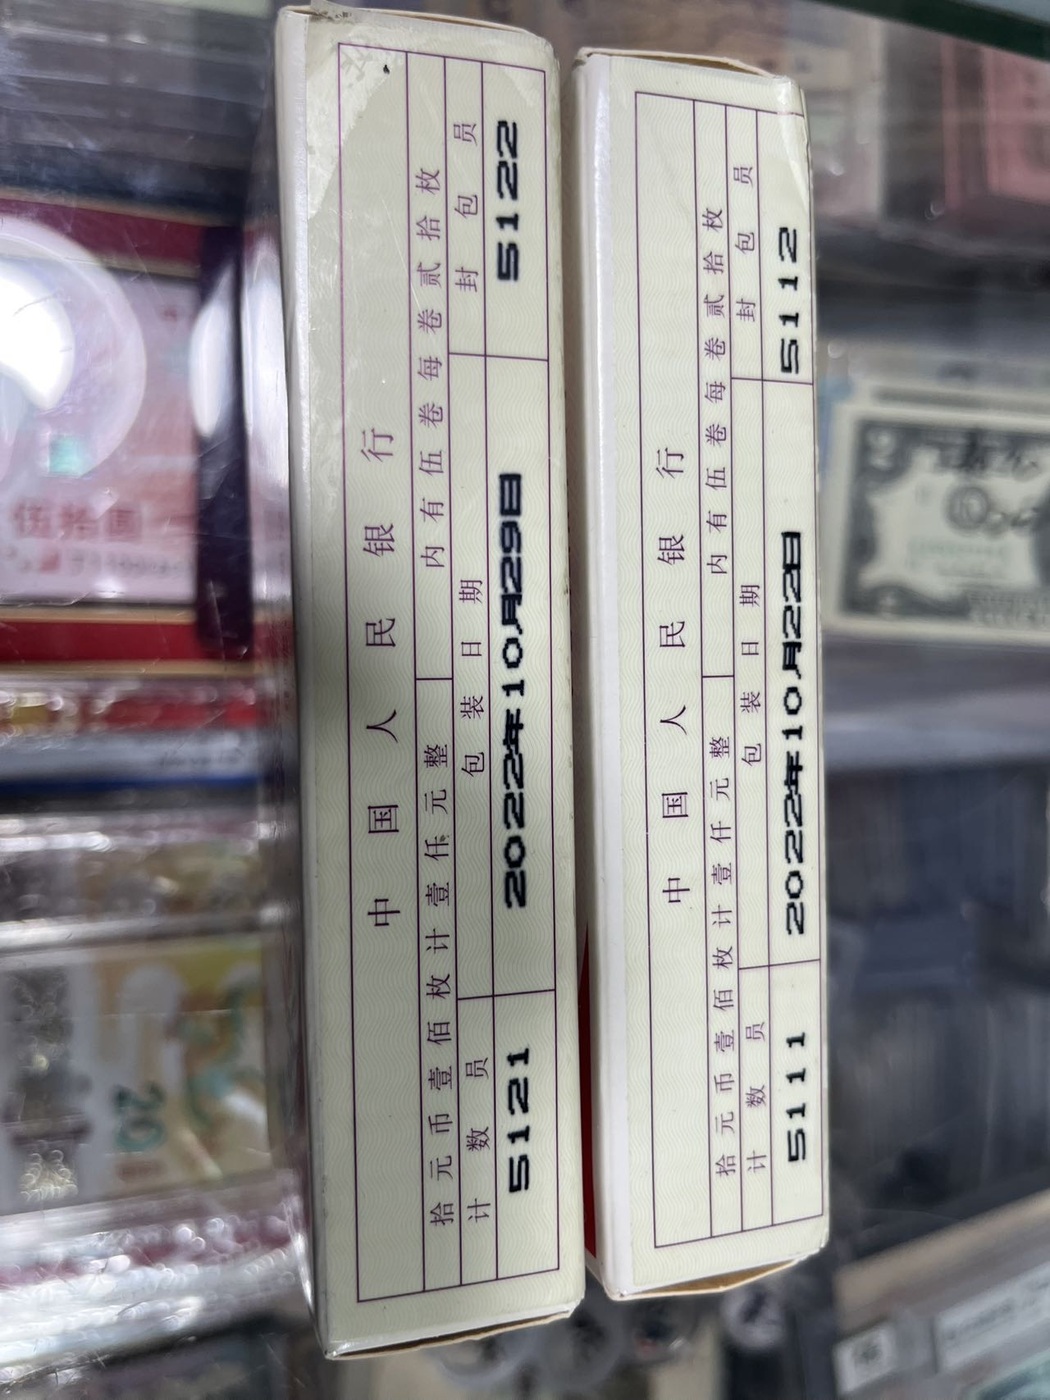 中国人民银行
拾元币壹佰枚计壹仟元整 内有伍卷每卷贰拾枚
计数员 包装日期 封包员
5121 2022年10月29日 5122
中国人民银行
拾元币壹佰枚计壹仟元整 内有伍卷每卷贰拾枚
计数员 包装日期 封包员
5111 2022年10月22日 5112
伍拾圆
20
2